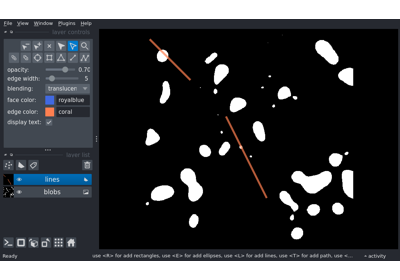 File View Window Plugins Help
layer controls
opacity: 0.70
edge width: 5
blending: translucen
face color: royalblue
edge color: coral
display text:
layer list
lines
blobs
Ready
use <R> for add rectangles, use <E> for add ellipses, use <L> for add lines, use <T> for add path, use <...
activity